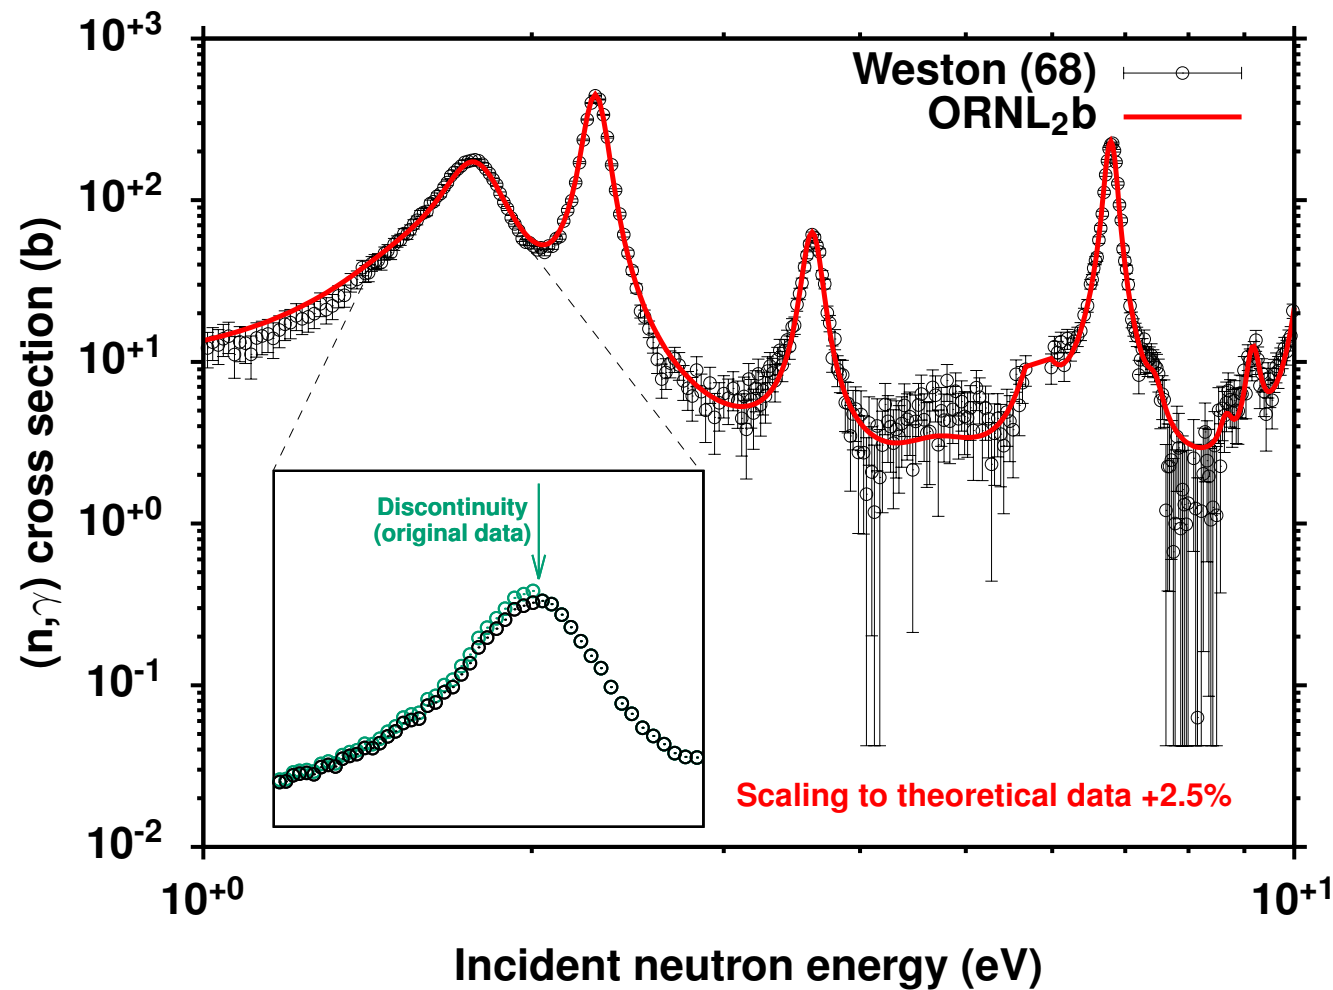 10+3
10+2
10+1
10+0
10-1
10-2
(n,γ) cross section (b)
Weston (68)
ORNL2b
Discontinuity
(original data)
Scaling to theoretical data +2.5%
10+0
10+1
Incident neutron energy (eV)